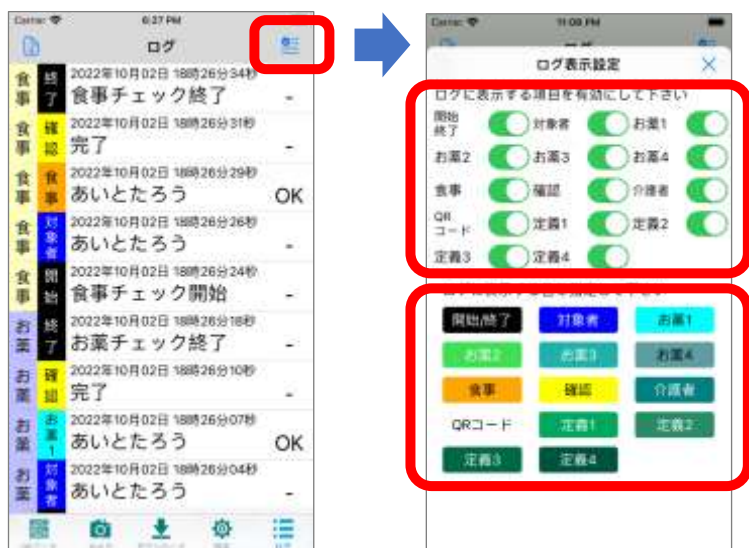 Carrier 6:27 PM
ログ
食事 終了 2022年10月02日 18時26分34秒
食事チェック終了 -
食事 確認 2022年10月02日 18時26分31秒
完了 -
食事 食事 2022年10月02日 18時26分29秒
あいとたろう OK
食事 対象者 2022年10月02日 18時26分26秒
あいとたろう -
食事 開始 2022年10月02日 18時26分24秒
食事チェック開始 -
お薬 終了 2022年10月02日 18時26分18秒
お薬チェック終了 -
お薬 確認 2022年10月02日 18時26分10秒
完了 -
お薬 お薬1 2022年10月02日 18時26分07秒
あいとたろう OK
お薬 対象者 2022年10月02日 18時26分04秒
あいとたろう -
Carrier 11:09 PM
ログ表示設定
ログに表示する項目を有効にして下さい
開始終了 対象者 お薬1
お薬2 お薬3 お薬4
食事 確認 介護者
QRコード 定義1 定義2
定義3 定義4
開始/終了 対象者 お薬1
お薬2 お薬3 お薬4
食事 確認 介護者
QRコード 定義1 定義2
定義3 定義4